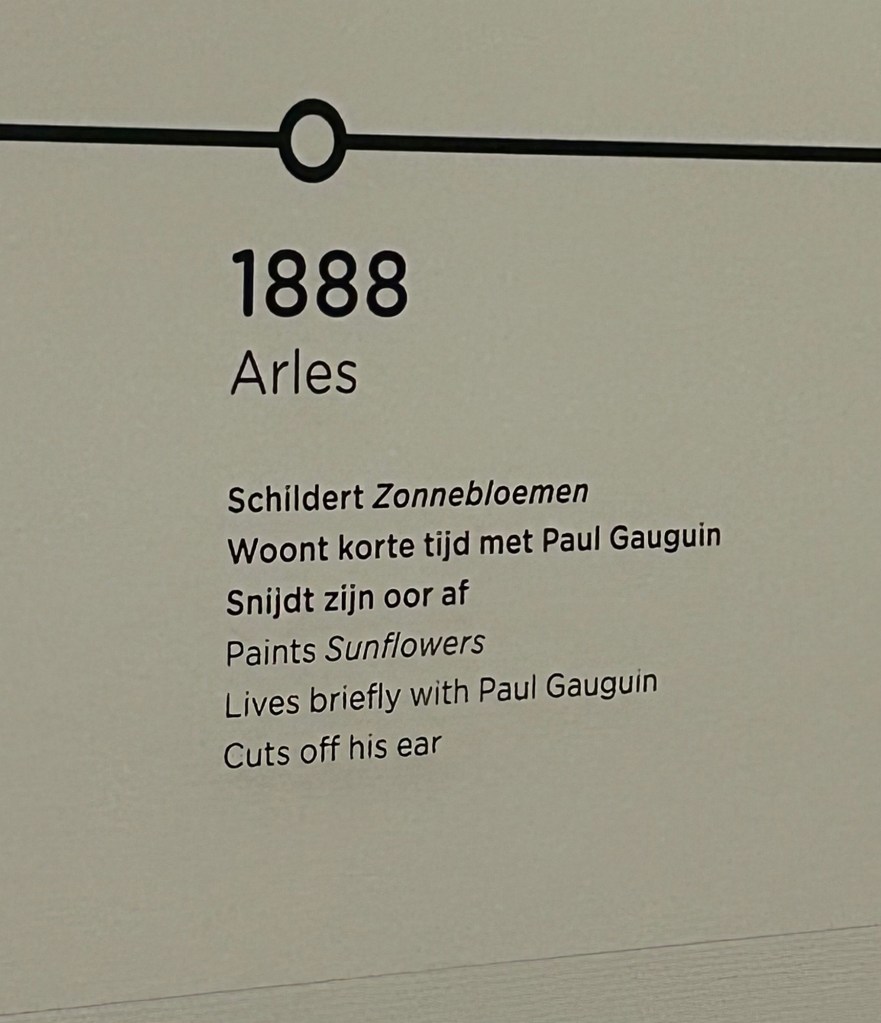 1888
Arles
Schildert Zonnebloemen
Woont korte tijd met Paul Gauguin
Snijdt zijn oor af
Paints Sunflowers
Lives briefly with Paul Gauguin
Cuts off his ear